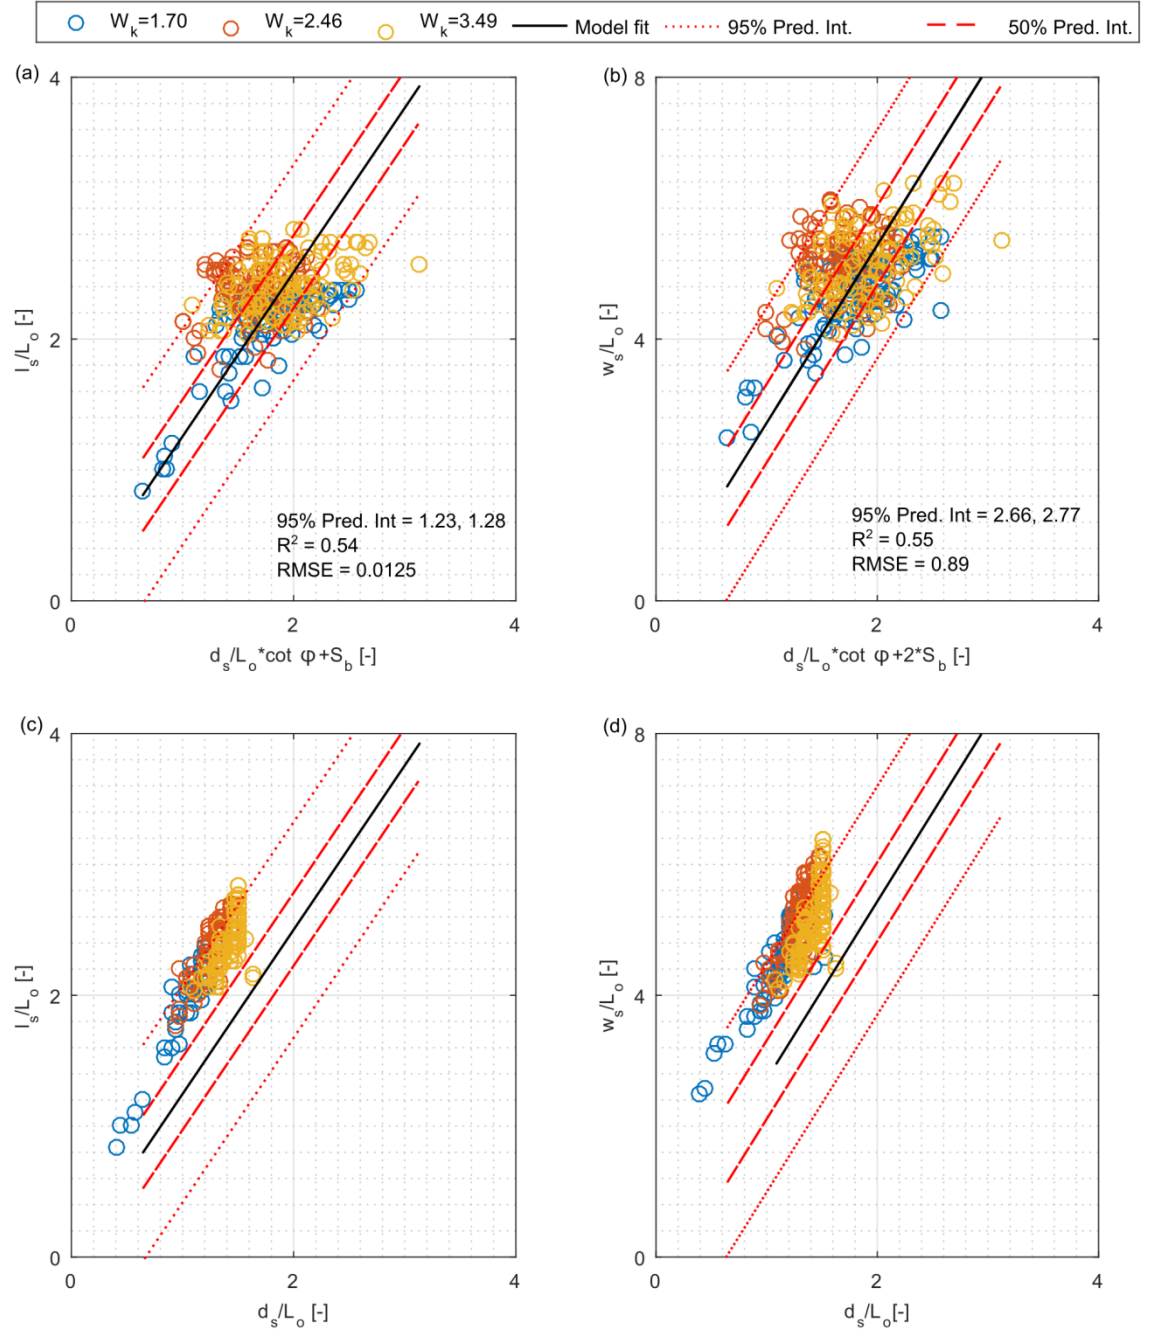 W_k=1.70 W_k=2.46 W_k=3.49 Model fit 95% Pred. Int. 50% Pred. Int.
(a)
4
2
0
l_s/L_o [-]
95% Pred. Int = 1.23, 1.28
R² = 0.54
RMSE = 0.0125
0 2 4
d_s/L_o*cot φ+S_b [-]
(b)
8
4
0
w_s/L_o [-]
95% Pred. Int = 2.66, 2.77
R² = 0.55
RMSE = 0.89
0 2 4
d_s/L_o*cot φ+2*S_b [-]
(c)
4
2
0
l_s/L_o [-]
0 2 4
d_s/L_o [-]
(d)
8
4
0
w_s/L_o [-]
0 2 4
d_s/L_o[-]